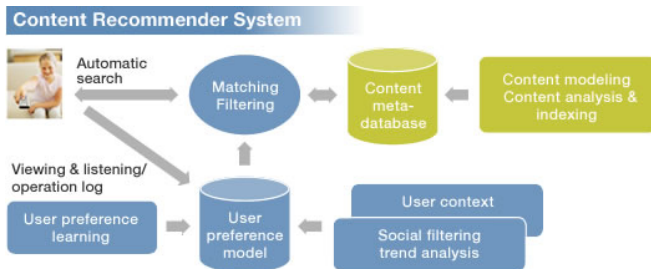 Content Recommender System
Automatic
search
Matching
Filtering
Content
meta-
database
Content modeling
Content analysis &
indexing
Viewing & listening/
operation log
User preference
learning
User
preference
model
User context
Social filtering
trend analysis